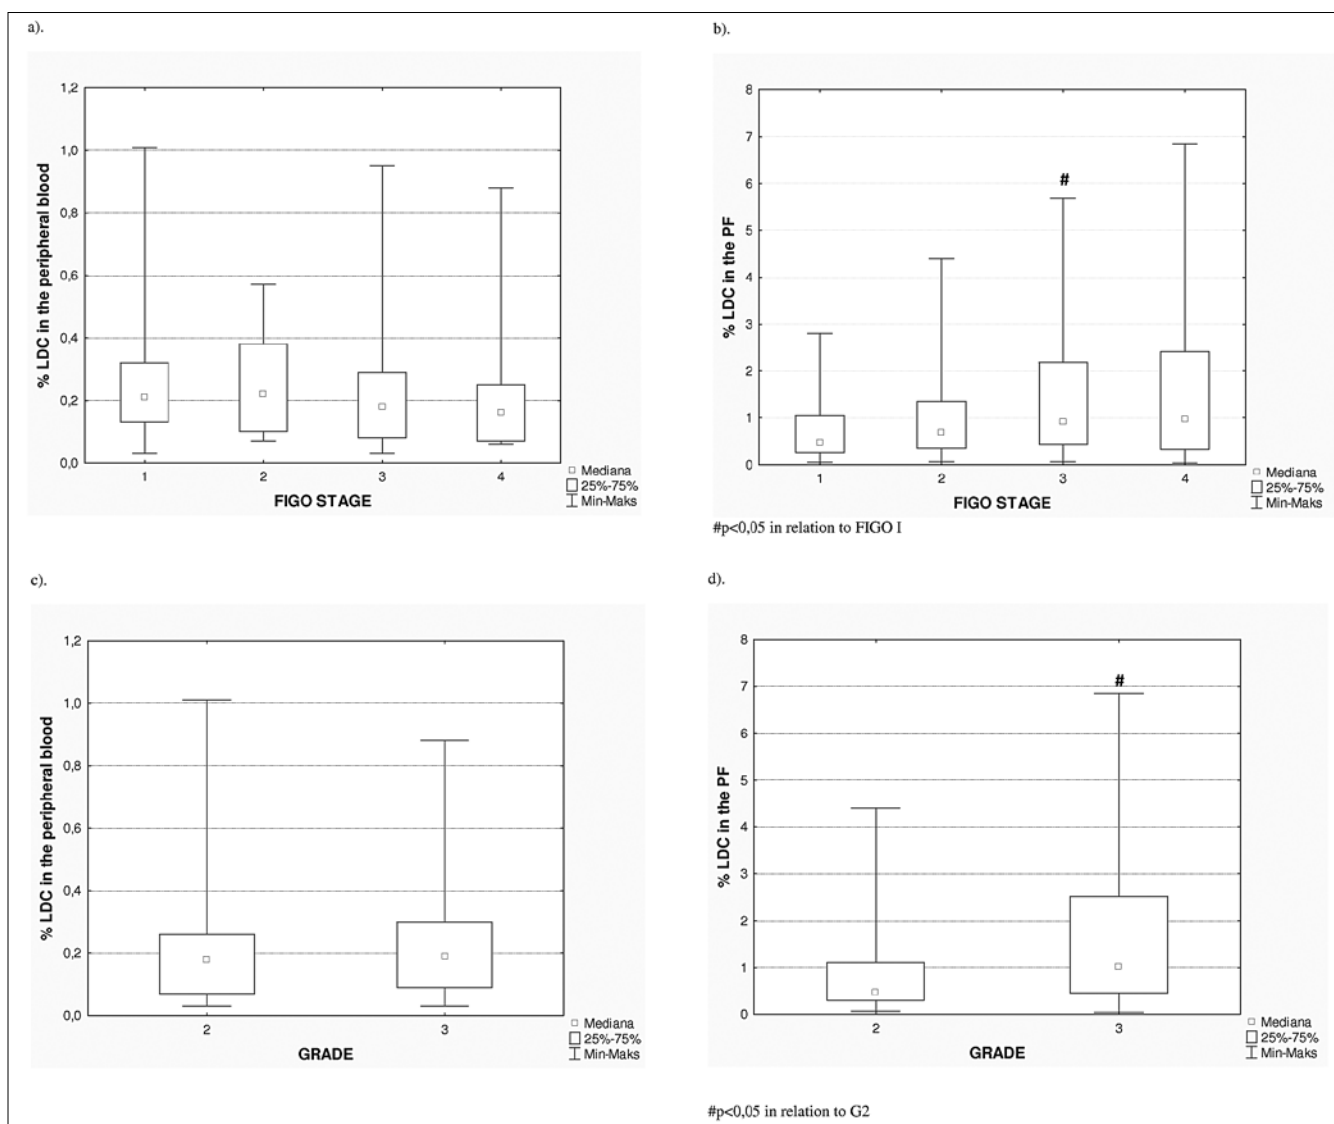 a).
1,2
1,0
0,8
0,6
0,4
0,2
0,0
% LDC in the peripheral blood
1 2 3 4
FIGO STAGE
Mediana
25%-75%
Min-Maks
b).
8
7
6
5
4
3
2
1
0
% LDC in the PF
#
1 2 3 4
FIGO STAGE
Mediana
25%-75%
Min-Maks
#p<0,05 in relation to FIGO I
c).
1,2
1,0
0,8
0,6
0,4
0,2
0,0
% LDC in the peripheral blood
2 3
GRADE
Mediana
25%-75%
Min-Maks
d).
8
7
6
5
4
3
2
1
0
% LDC in the PF
#
2 3
GRADE
Mediana
25%-75%
Min-Maks
#p<0,05 in relation to G2